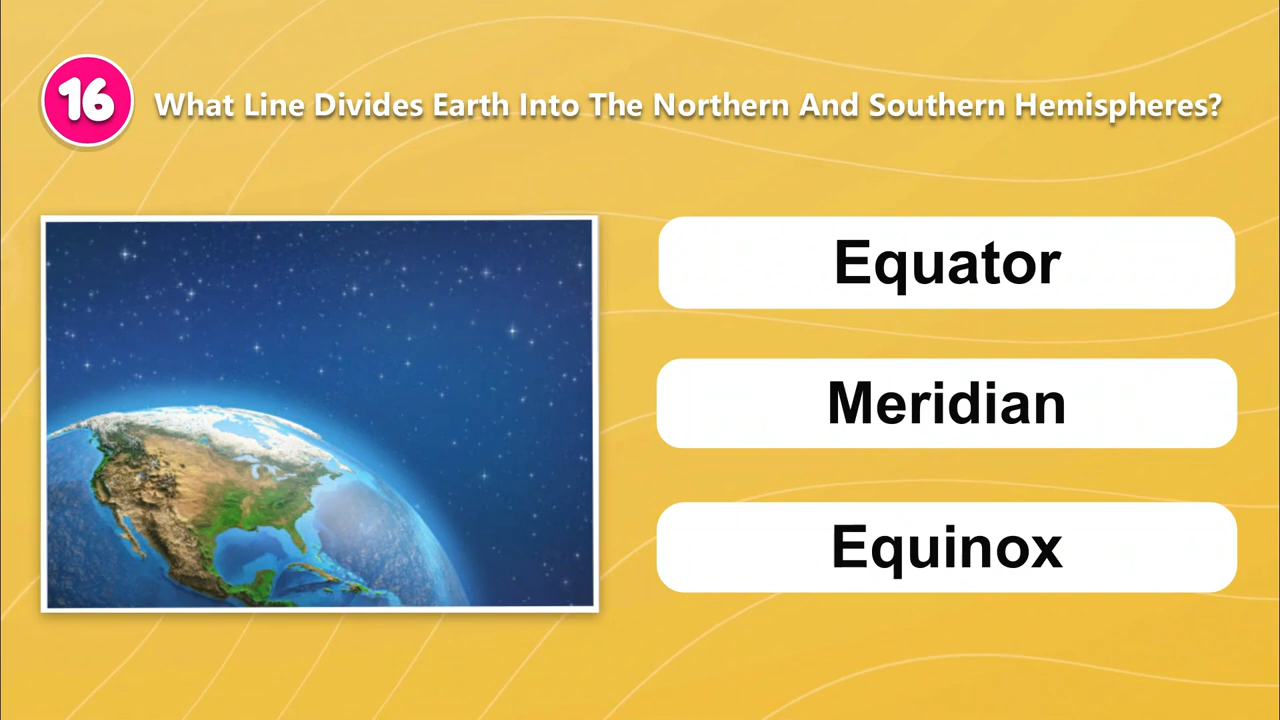 16
What Line Divides Earth Into The Northern And Southern Hemispheres?
Equator
Meridian
Equinox